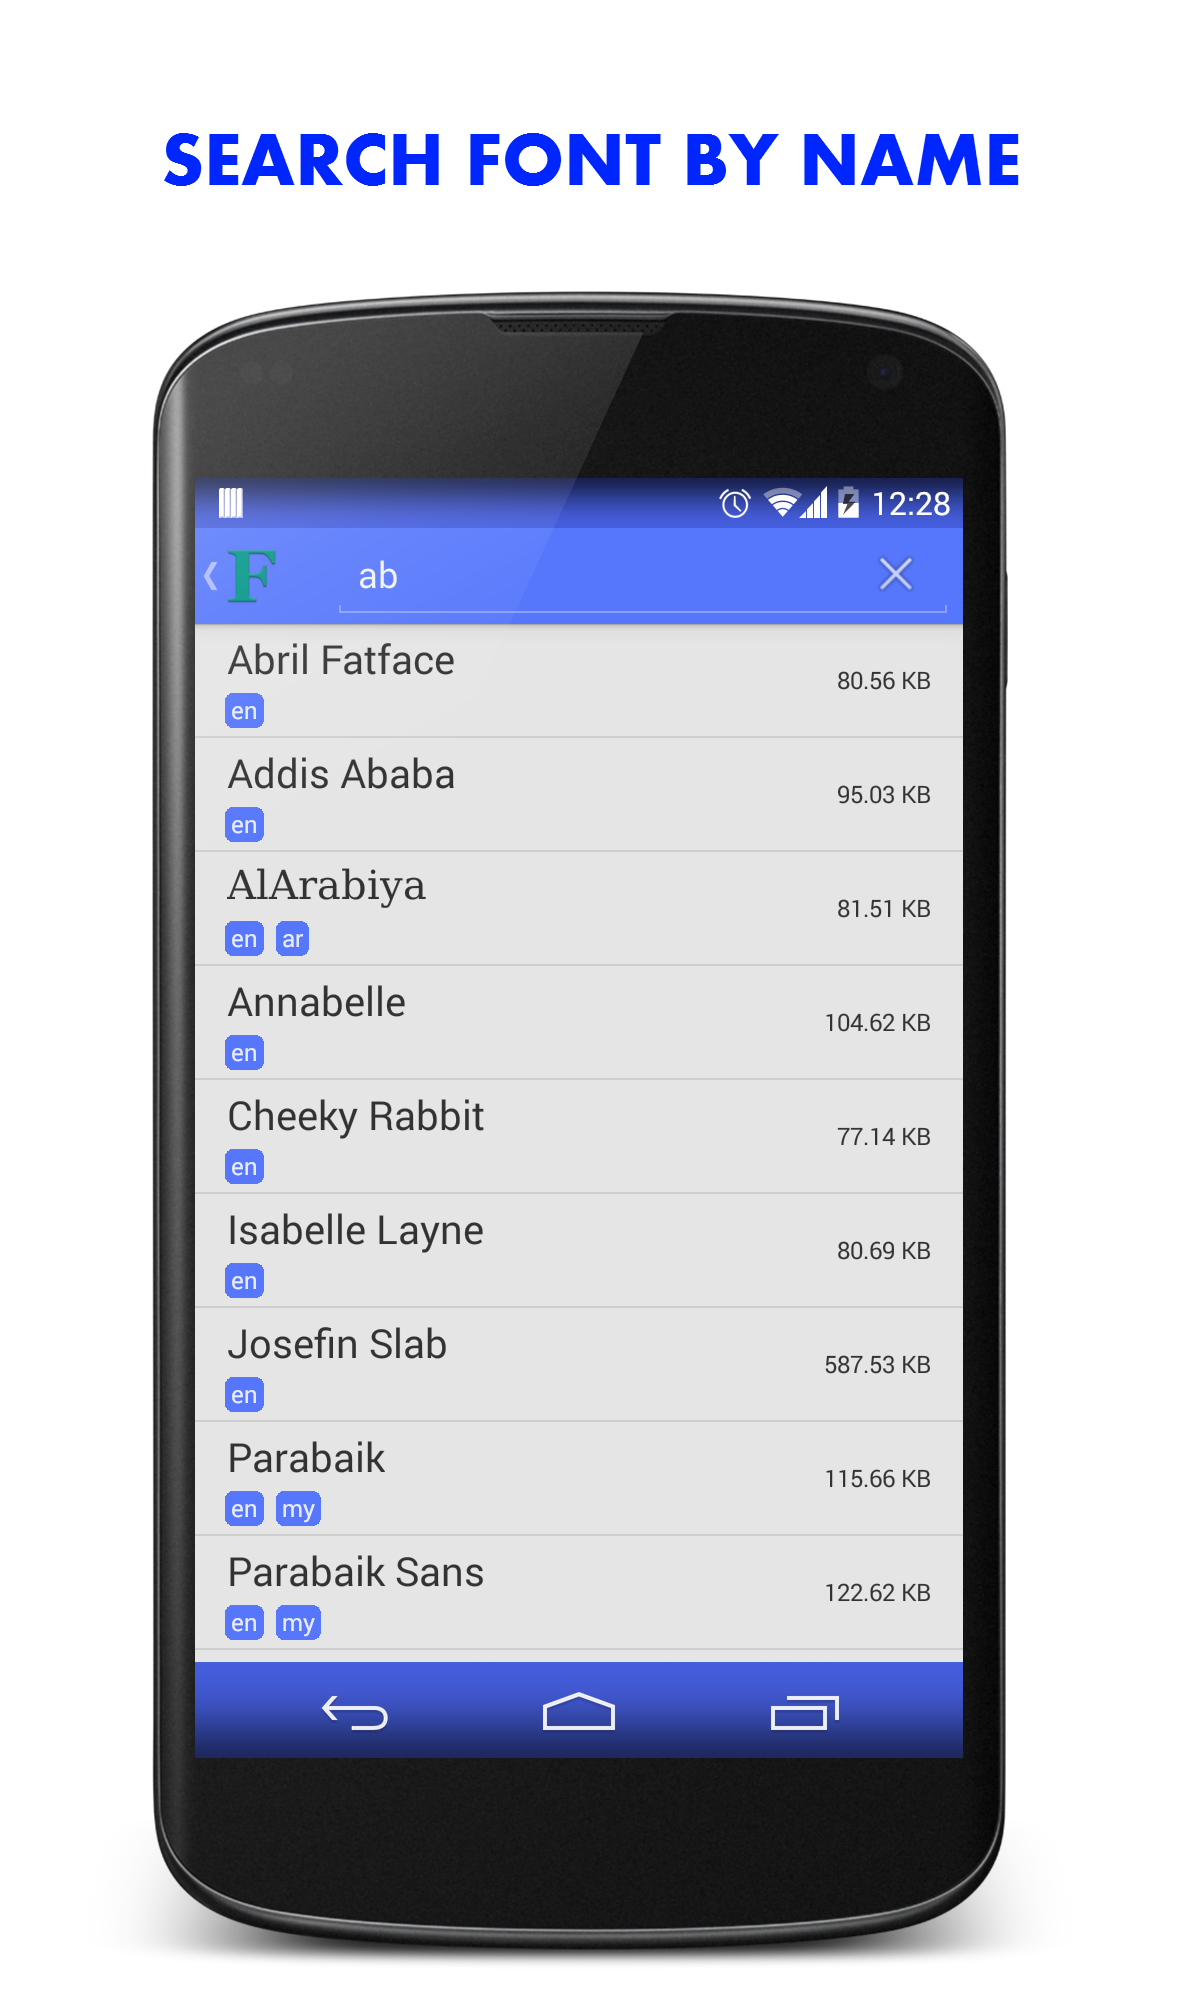 SEARCH FONT BY NAME
12:28
F ab
Abril Fatface
80.56 KB
en
Addis Ababa
95.03 KB
en
AlArabiya
81.51 KB
en ar
Annabelle
104.62 KB
en
Cheeky Rabbit
77.14 KB
en
Isabelle Layne
80.69 KB
en
Josefin Slab
587.53 KB
en
Parabaik
115.66 KB
en my
Parabaik Sans
122.62 KB
en my